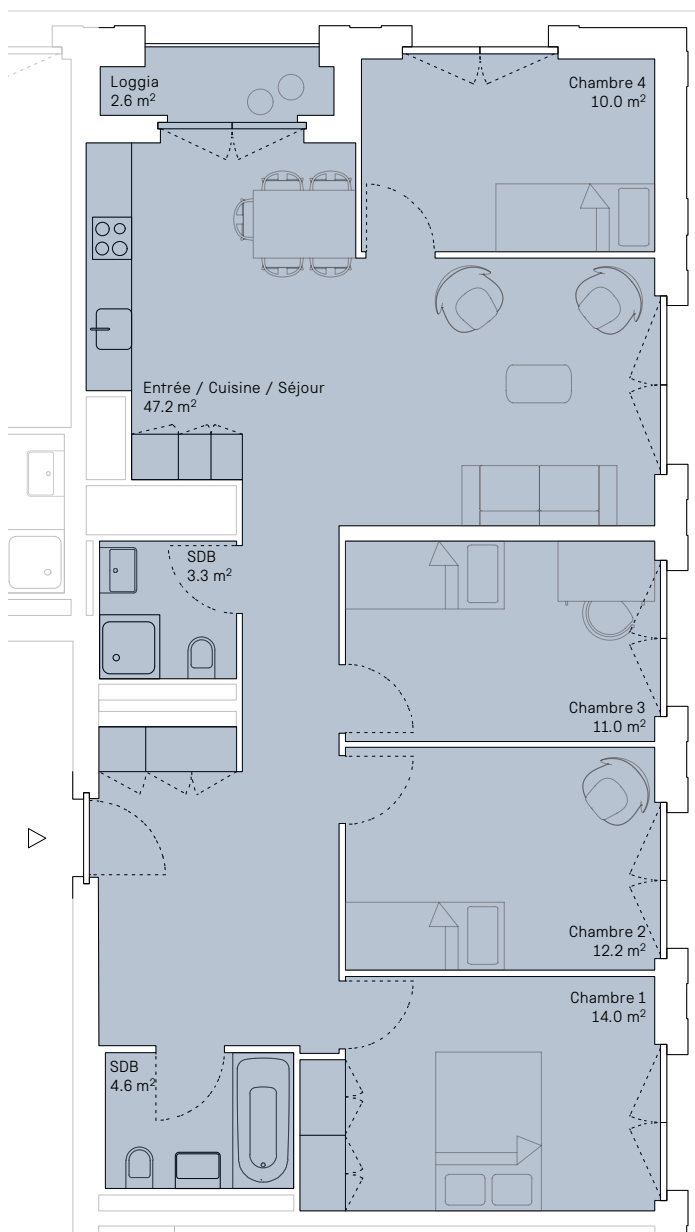 Loggia
2.6 m²
Chambre 4
10.0 m²
Entrée / Cuisine / Séjour
47.2 m²
SDB
3.3 m²
Chambre 3
11.0 m²
Chambre 2
12.2 m²
Chambre 1
14.0 m²
SDB
4.6 m²